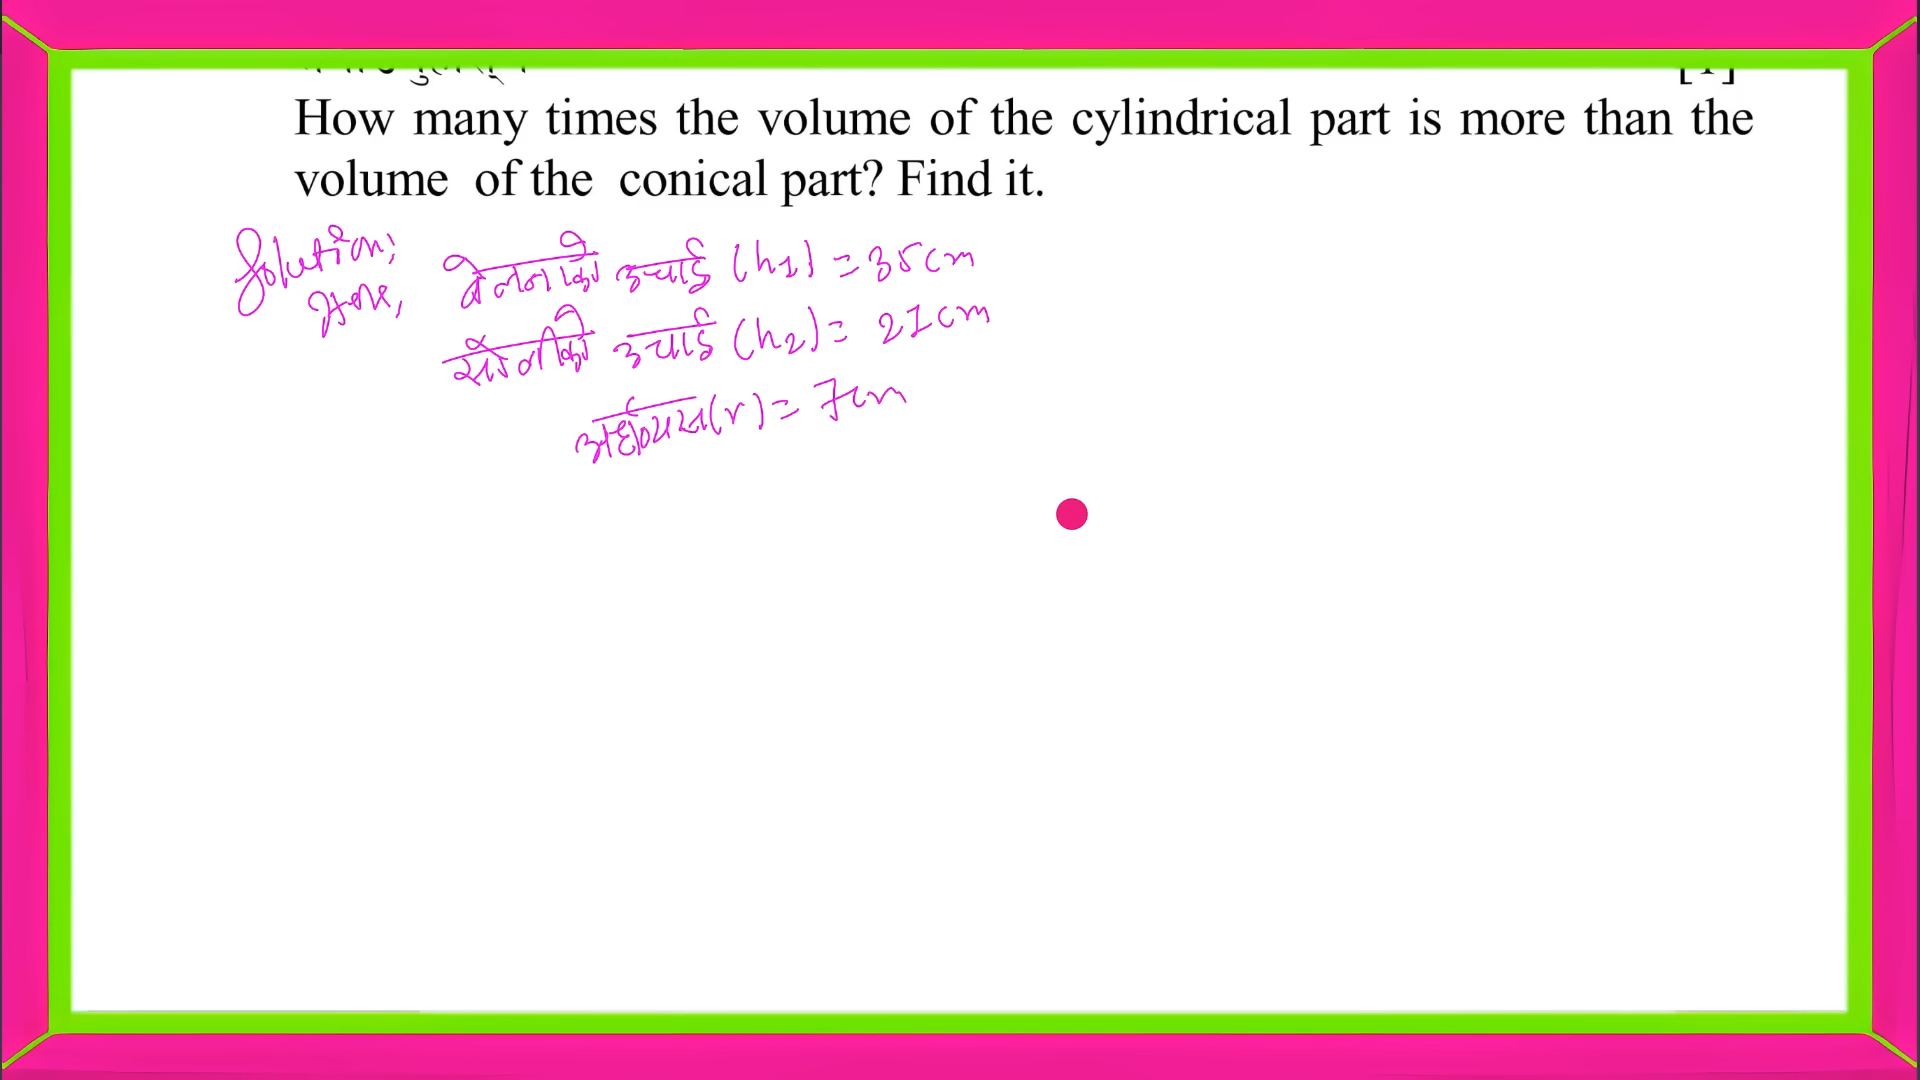 [1]
How many times the volume of the cylindrical part is more than the
volume of the conical part? Find it.
Solution; बेलनाको उचाई (h1) = 35cm
सोलीको उचाई (h2) = 21cm
अर्धव्यास (r) = 7cm